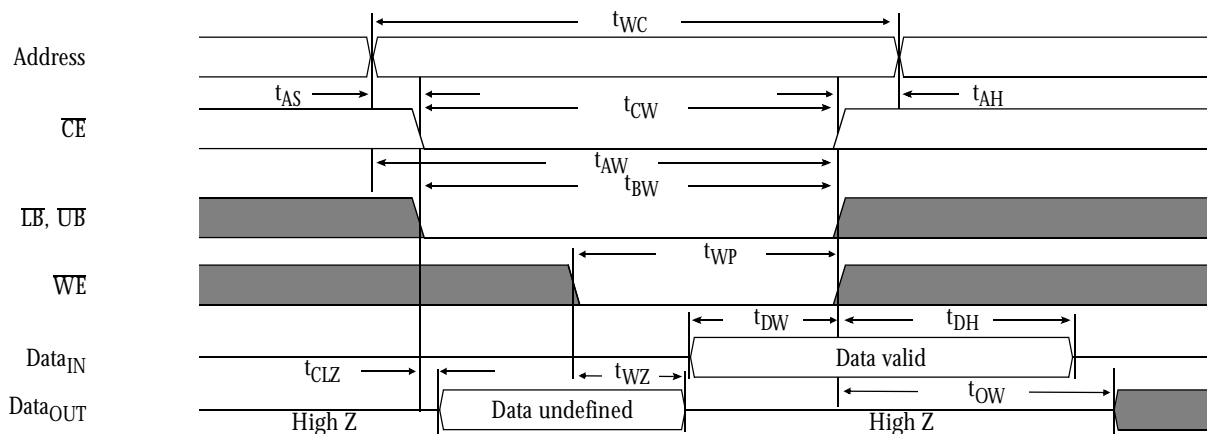 tWC
Address
tAS
tCW
tAH
CE
tAW
tBW
LB, UB
tWP
WE
tDW
tDH
DataIN
Data valid
tCLZ
tWZ
tOW
DataOUT
High Z
Data undefined
High Z